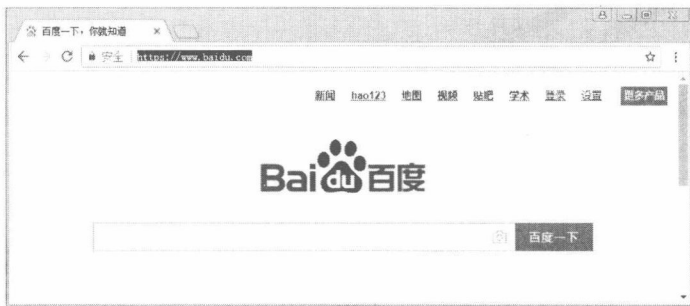 百度一下，你就知道
安全 https://www.baidu.com
新闻 hao123 地图 视频 贴吧 学术 登录 设置 更多产品
Bai du 百度
百度一下